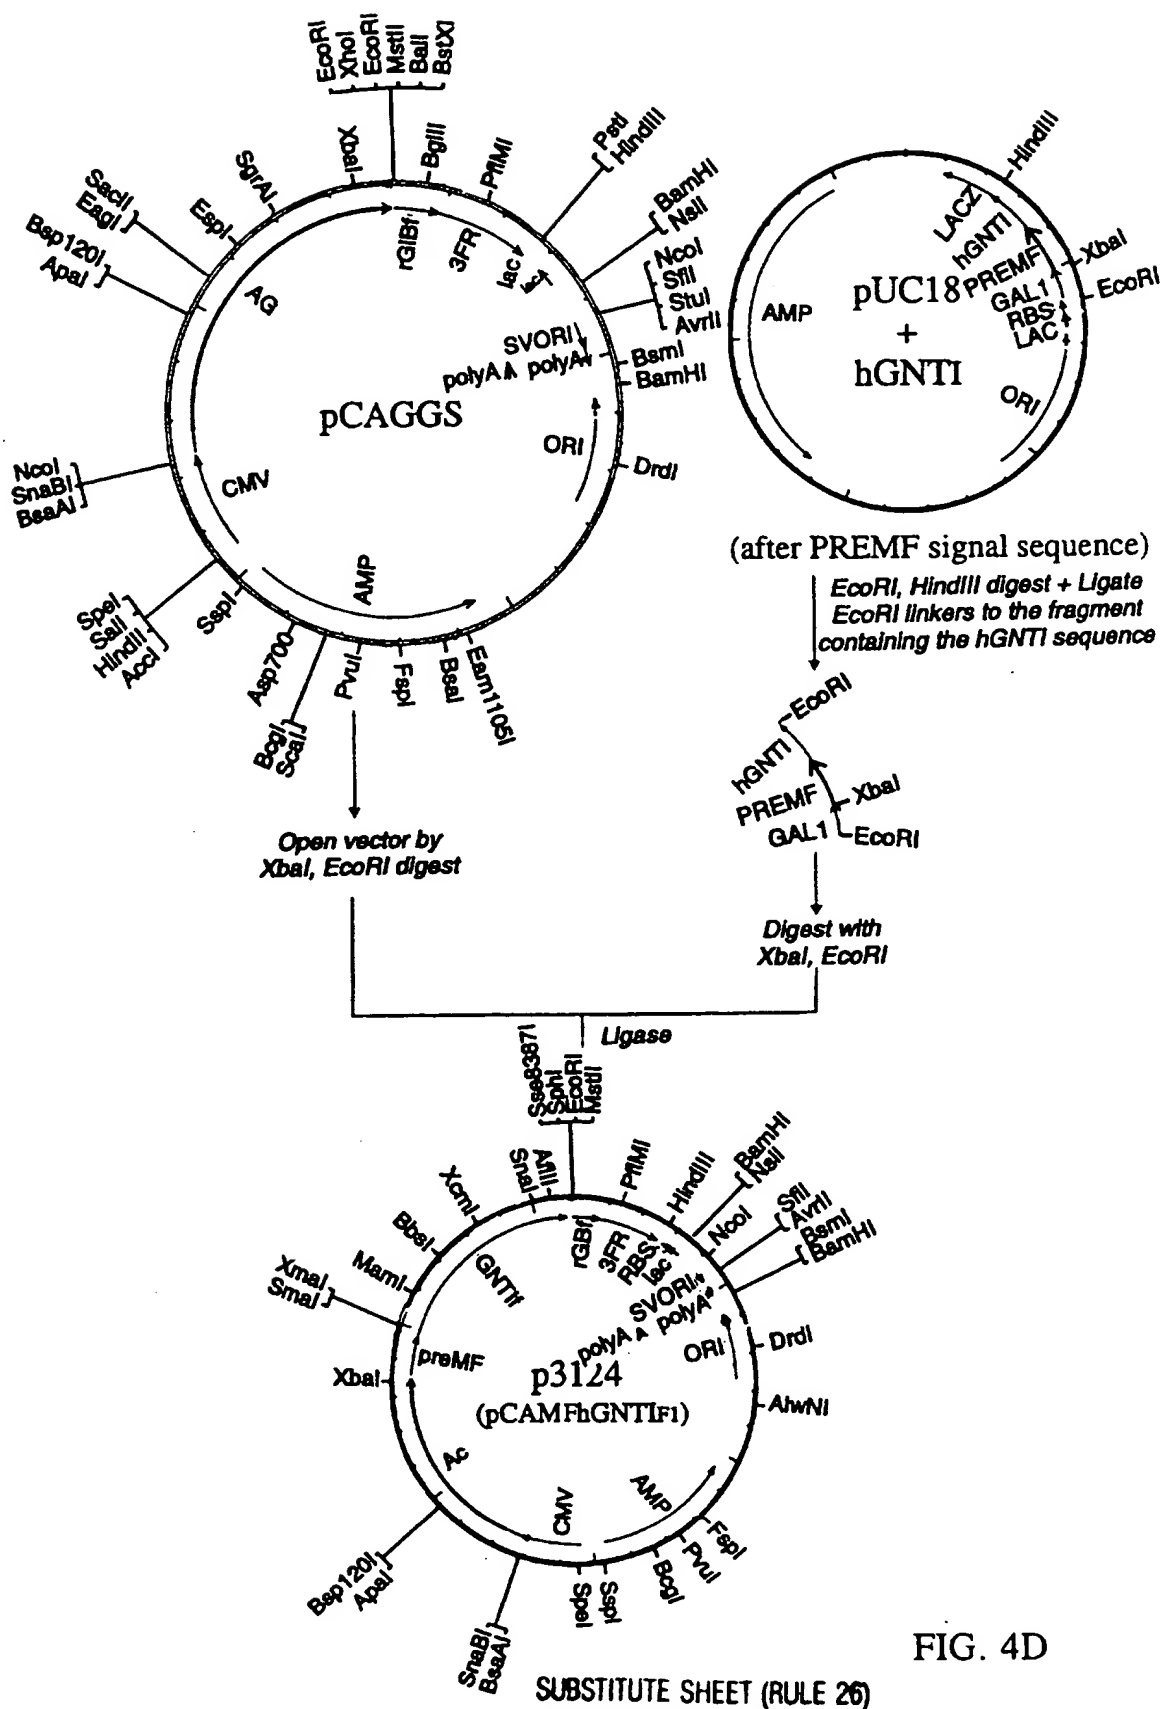 EcoRI
XhoI
EcoRI
MstII
BalI
BstXI
XbaI
BglII
PflMI
PstI
HindIII
BamHI
NsiI
NcoI
SfiI
StuI
AvrII
BsmI
BamHI
DrdI
Eam1105I
BsaI
FspI
PvuI
BcgI
ScaI
Asp700
SspI
SpeI
SalI
HindII
AccI
NcoI
SnaBI
BsaAI
Bsp120I
ApaI
SacII
EagI
EspI
SgrAI
AG
rGlBf
3FR
lac
SVORI
polyA polyA
pCAGGS
ORI
CMV
AMP
HindIII
XbaI
EcoRI
LACZ
hGNTI
PREMF
GAL1
RBS
LAC
AMP
pUC18
+
hGNTI
ORI
(after PREMF signal sequence)
EcoRI, HindIII digest + Ligate
EcoRI linkers to the fragment
containing the hGNTI sequence
EcoRI
hGNTI
PREMF
XbaI
GAL1
EcoRI
Open vector by
XbaI, EcoRI digest
Digest with
XbaI, EcoRI
Ligase
Sse8387I
SphI
EcoRI
MstII
SnaI
AflII
XcmI
BbsI
MamI
XmaI
SmaI
XbaI
PflMI
HindIII
BamHI
NsiI
NcoI
SfiI
AvrII
BsmI
BamHI
DrdI
AlwNI
FspI
PvuI
BcgI
SspI
SpeI
SnaBI
BsaAI
Bsp120I
ApaI
GNTIf
rGBf
3FR
RBS
lac
SVORI
polyA polyA
preMF
ORI
p3124
(pCAMFhGNTIF1)
Ac
CMV
AMP
FIG. 4D
SUBSTITUTE SHEET (RULE 26)